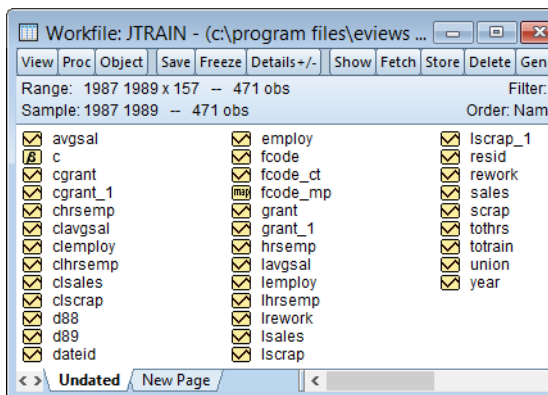 Workfile: JTRAIN - (c:\program files\eviews ...
View Proc Object Save Freeze Details+/- Show Fetch Store Delete Gen
Range: 1987 1989 x 157 -- 471 obs Filter:
Sample: 1987 1989 -- 471 obs Order: Nam
avgsal employ lscrap_1
β c fcode resid
cgrant fcode_ct rework
cgrant_1 map fcode_mp sales
chrsemp grant scrap
clavgsal grant_1 tothrs
clemploy hrsemp totrain
clhrsemp lavgsal union
clsales lemploy year
clscrap lhrsemp
d88 lrework
d89 lsales
dateid lscrap
Undated New Page